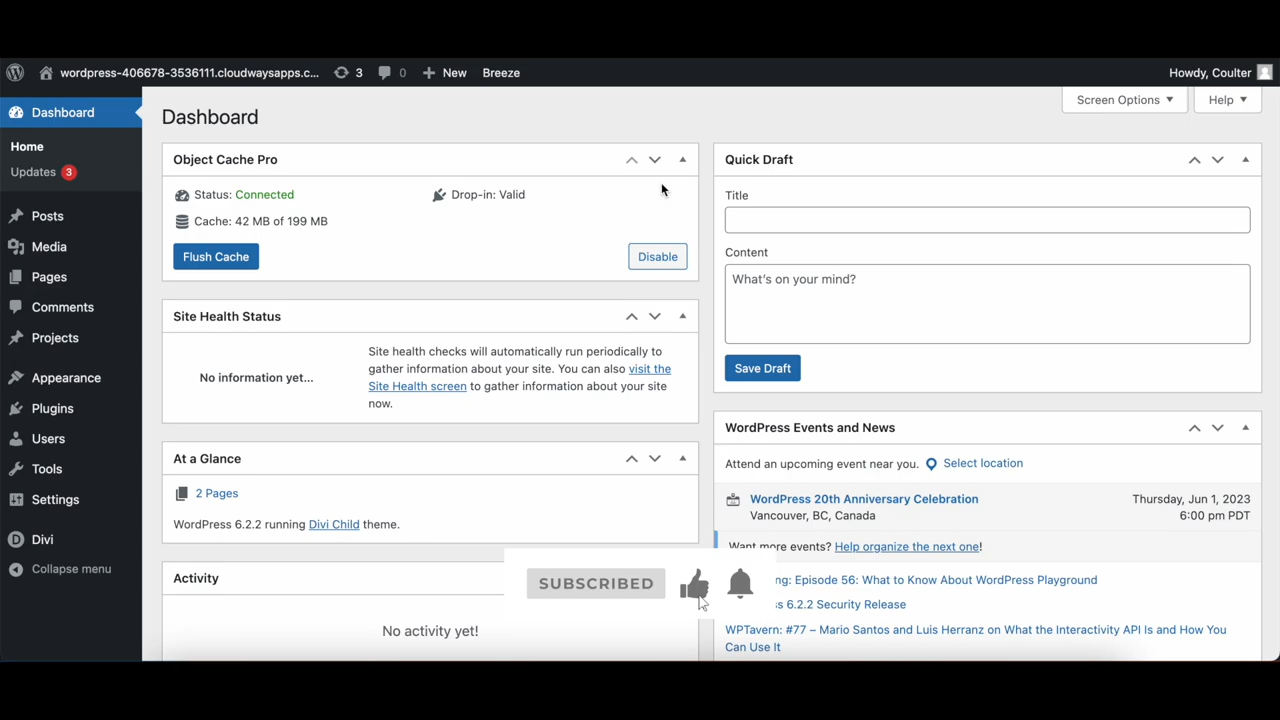 wordpress-406678-3536111.cloudwaysapps.c... 3 0 New Breeze Howdy, Coulter
Dashboard
Home
Updates 3
Posts
Media
Pages
Comments
Projects
Appearance
Plugins
Users
Tools
Settings
Divi
Collapse menu
Screen Options Help
Dashboard
Object Cache Pro
Status: Connected Drop-in: Valid
Cache: 42 MB of 199 MB
Flush Cache Disable
Site Health Status
No information yet...
Site health checks will automatically run periodically to
gather information about your site. You can also visit the
Site Health screen to gather information about your site
now.
At a Glance
2 Pages
WordPress 6.2.2 running Divi Child theme.
Activity
No activity yet!
Quick Draft
Title
Content
What's on your mind?
Save Draft
WordPress Events and News
Attend an upcoming event near you. Select location
WordPress 20th Anniversary Celebration Thursday, Jun 1, 2023
Vancouver, BC, Canada 6:00 pm PDT
Want more events? Help organize the next one!
ng: Episode 56: What to Know About WordPress Playground
s 6.2.2 Security Release
WPTavern: #77 – Mario Santos and Luis Herranz on What the Interactivity API Is and How You
Can Use It
SUBSCRIBED